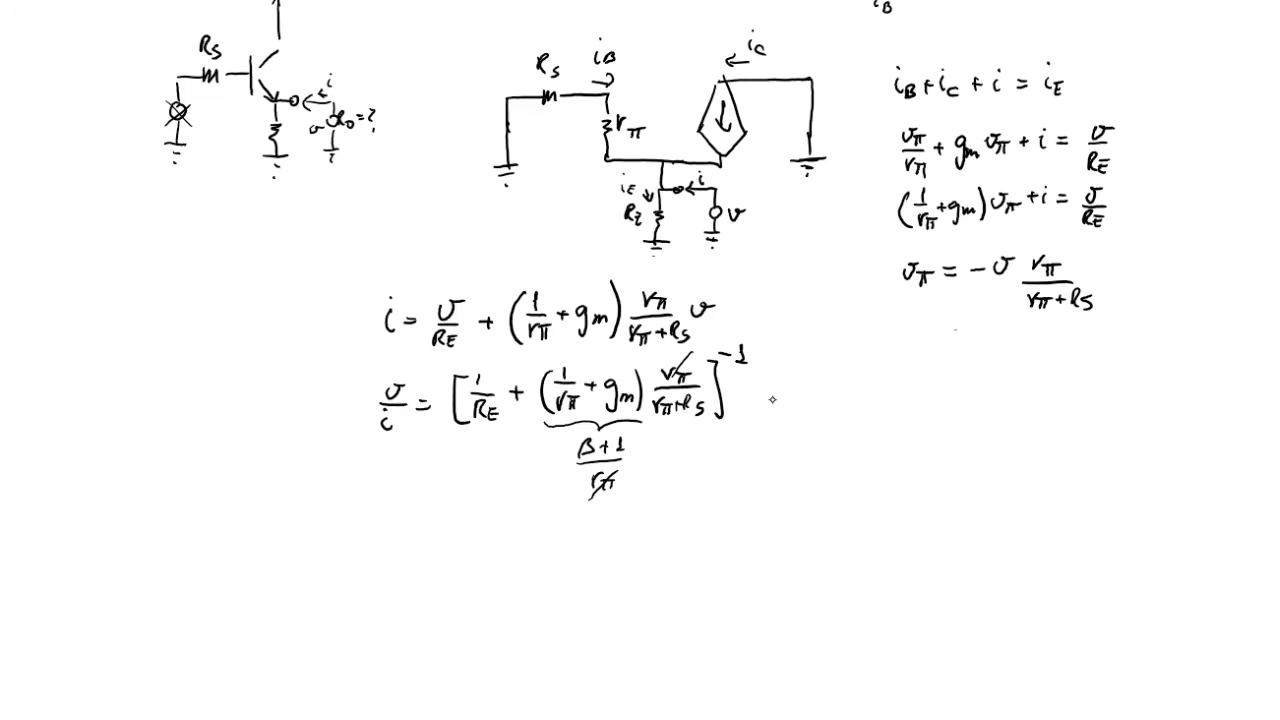 i_B
R_S
i
v R_o = ?
R_S
i_B
r_π
i_C
i_E
R_E
i
v
i_B + i_C + i = i_E
v_π/r_π + g_m v_π + i = v/R_E
(1/r_π + g_m) v_π + i = v/R_E
v_π = -v r_π/(r_π + R_S)
i = v/R_E + (1/r_π + g_m) r_π/(r_π + R_S) v
v/i = [1/R_E + (1/r_π + g_m) r_π/(r_π + R_S)]^-1
(β + 1)/r_π